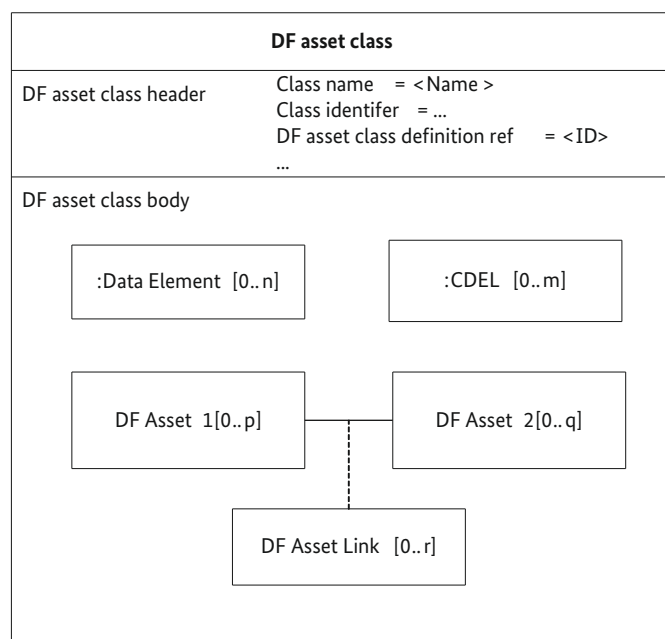 DF asset class
DF asset class header
Class name = <Name >
Class identifer = ...
DF asset class definition ref = <ID>
...
DF asset class body
:Data Element [0..n]
:CDEL [0..m]
DF Asset 1[0..p]
DF Asset 2[0..q]
DF Asset Link [0..r]